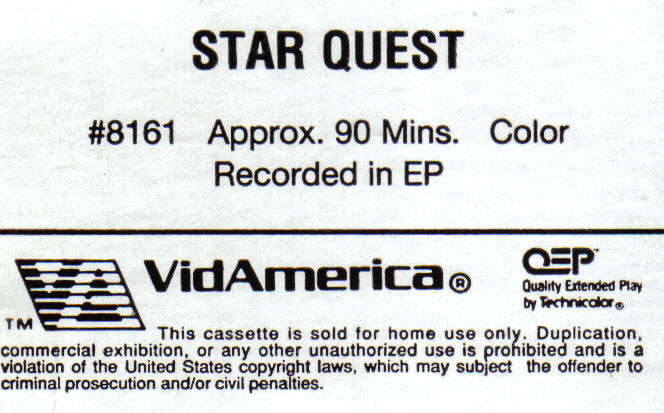 STAR QUEST
#8161 Approx. 90 Mins. Color
Recorded in EP
TM
VidAmerica®
QEP™
Quality Extended Play
by Technicolor®
This cassette is sold for home use only. Duplication,
commercial exhibition, or any other unauthorized use is prohibited and is a
violation of the United States copyright laws, which may subject the offender to
criminal prosecution and/or civil penalties.